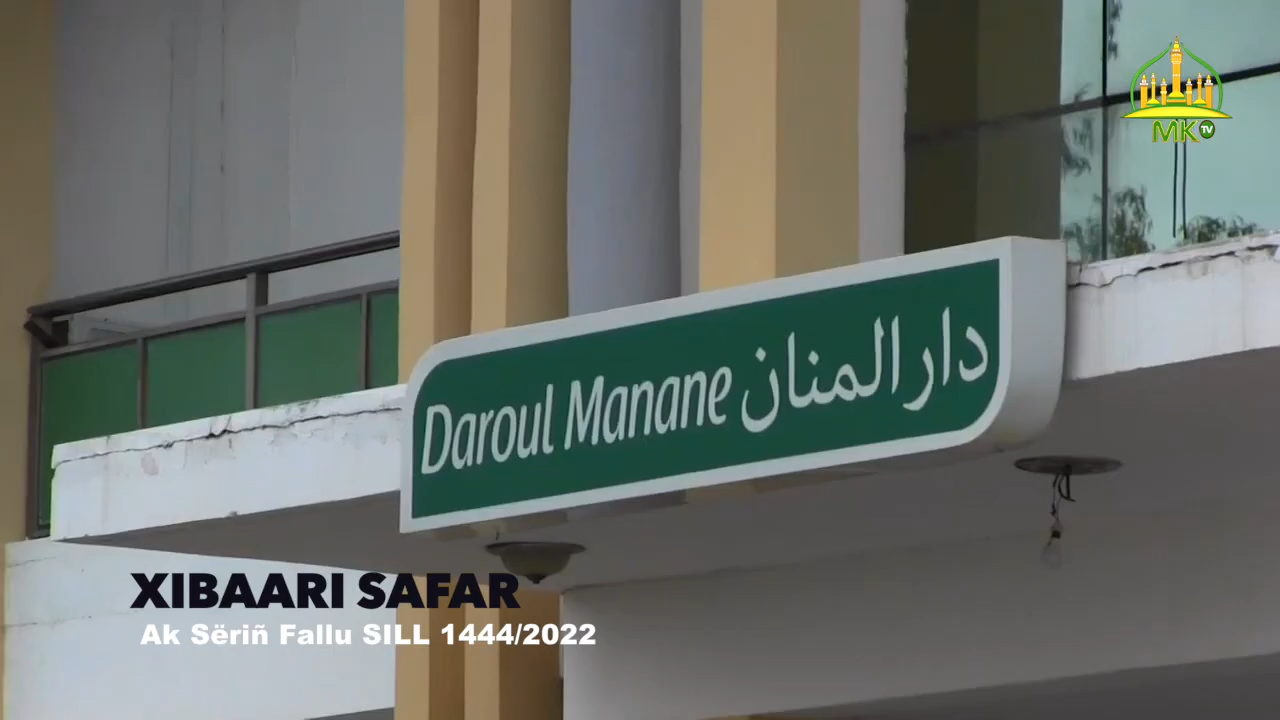 MK TV
Daroul Manane دار المنان
XIBAARI SAFAR
Ak Sëriñ Fallu SILL 1444/2022